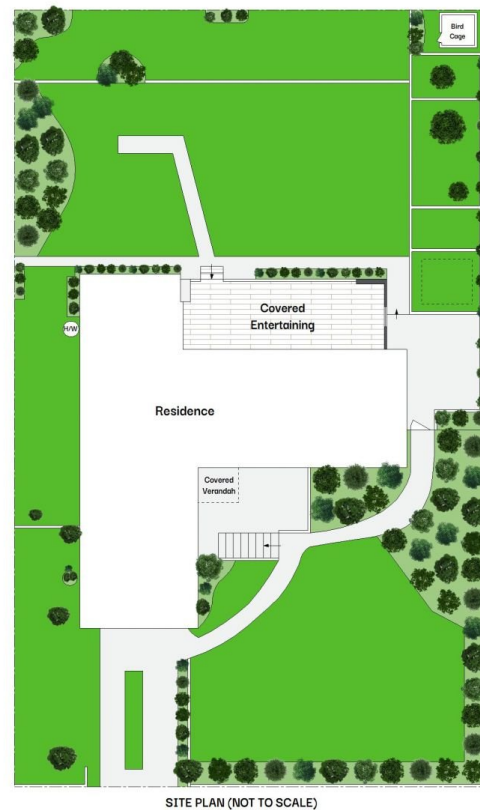 Bird
Cage
Covered
Entertaining
H/W
Residence
Covered
Verandah
SITE PLAN (NOT TO SCALE)